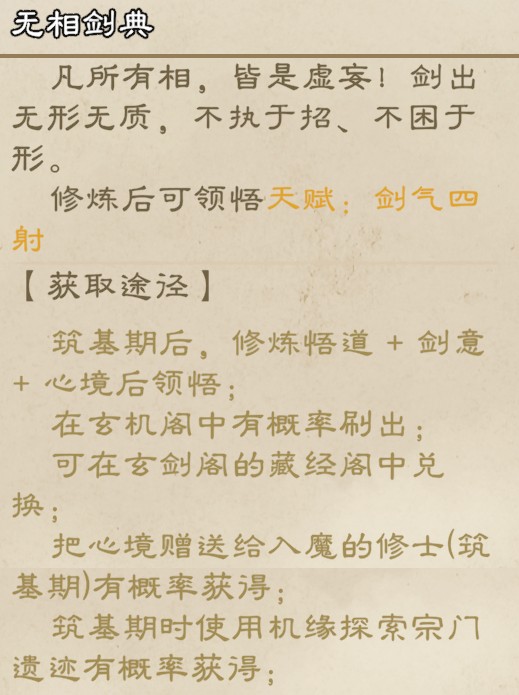 无相剑典
凡所有相，皆是虚妄！剑出
无形无质，不执于招、不困于
形。
修炼后可领悟天赋：剑气四
射
【获取途径】
筑基期后，修炼悟道 + 剑意
+ 心境后领悟；
在玄机阁中有概率刷出；
可在玄剑阁的藏经阁中兑
换；
把心境赠送给入魔的修士(筑
基期)有概率获得；
筑基期时使用机缘探索宗门
遗迹有概率获得；